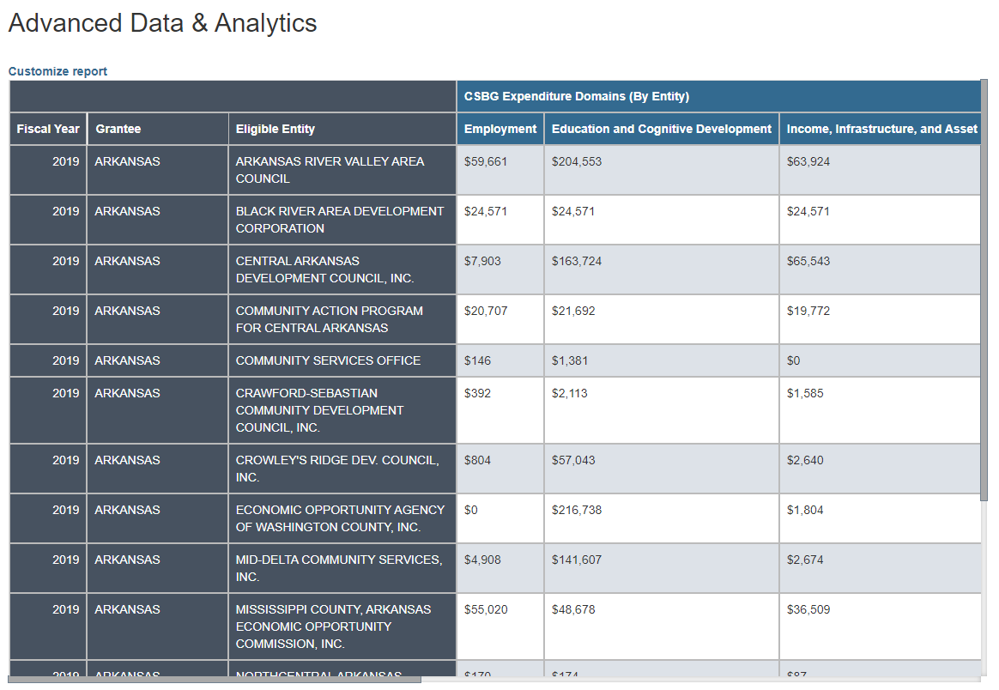 Advanced Data & Analytics
Customize report
CSBG Expenditure Domains (By Entity)
Fiscal Year Grantee Eligible Entity Employment Education and Cognitive Development Income, Infrastructure, and Asset
2019 ARKANSAS ARKANSAS RIVER VALLEY AREA $59,661 $204,553 $63,924
COUNCIL
2019 ARKANSAS BLACK RIVER AREA DEVELOPMENT $24,571 $24,571 $24,571
CORPORATION
2019 ARKANSAS CENTRAL ARKANSAS $7,903 $163,724 $65,543
DEVELOPMENT COUNCIL, INC.
2019 ARKANSAS COMMUNITY ACTION PROGRAM $20,707 $21,692 $19,772
FOR CENTRAL ARKANSAS
2019 ARKANSAS COMMUNITY SERVICES OFFICE $146 $1,381 $0
2019 ARKANSAS CRAWFORD-SEBASTIAN $392 $2,113 $1,585
COMMUNITY DEVELOPMENT
COUNCIL, INC.
2019 ARKANSAS CROWLEY'S RIDGE DEV. COUNCIL, $804 $57,043 $2,640
INC.
2019 ARKANSAS ECONOMIC OPPORTUNITY AGENCY $0 $216,738 $1,804
OF WASHINGTON COUNTY, INC.
2019 ARKANSAS MID-DELTA COMMUNITY SERVICES, $4,908 $141,607 $2,674
INC.
2019 ARKANSAS MISSISSIPPI COUNTY, ARKANSAS $55,020 $48,678 $36,509
ECONOMIC OPPORTUNITY
COMMISSION, INC.
2019 ARKANSAS NORTHCENTRAL ARKANSAS $170 $174 $87